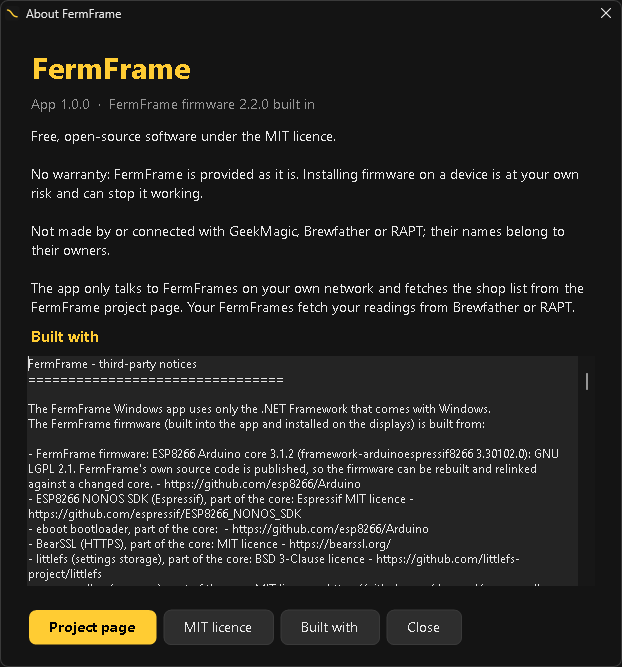 About FermFrame
FermFrame
App 1.0.0 · FermFrame firmware 2.2.0 built in
Free, open-source software under the MIT licence.
No warranty: FermFrame is provided as it is. Installing firmware on a device is at your own
risk and can stop it working.
Not made by or connected with GeekMagic, Brewfather or RAPT; their names belong to
their owners.
The app only talks to FermFrames on your own network and fetches the shop list from the
FermFrame project page. Your FermFrames fetch your readings from Brewfather or RAPT.
Built with
FermFrame - third-party notices
================================
The FermFrame Windows app uses only the .NET Framework that comes with Windows.
The FermFrame firmware (built into the app and installed on the displays) is built from:
- FermFrame firmware: ESP8266 Arduino core 3.1.2 (framework-arduinoespressif8266 3.30102.0): GNU
LGPL 2.1. FermFrame's own source code is published, so the firmware can be rebuilt and relinked
against a changed core. - https://github.com/esp8266/Arduino
- ESP8266 NONOS SDK (Espressif), part of the core: Espressif MIT licence -
https://github.com/espressif/ESP8266_NONOS_SDK
- eboot bootloader, part of the core:  - https://github.com/esp8266/Arduino
- BearSSL (HTTPS), part of the core: MIT licence - https://bearssl.org/
- littlefs (settings storage), part of the core: BSD 3-Clause licence - https://github.com/littlefs-
project/littlefs
Project page
MIT licence
Built with
Close